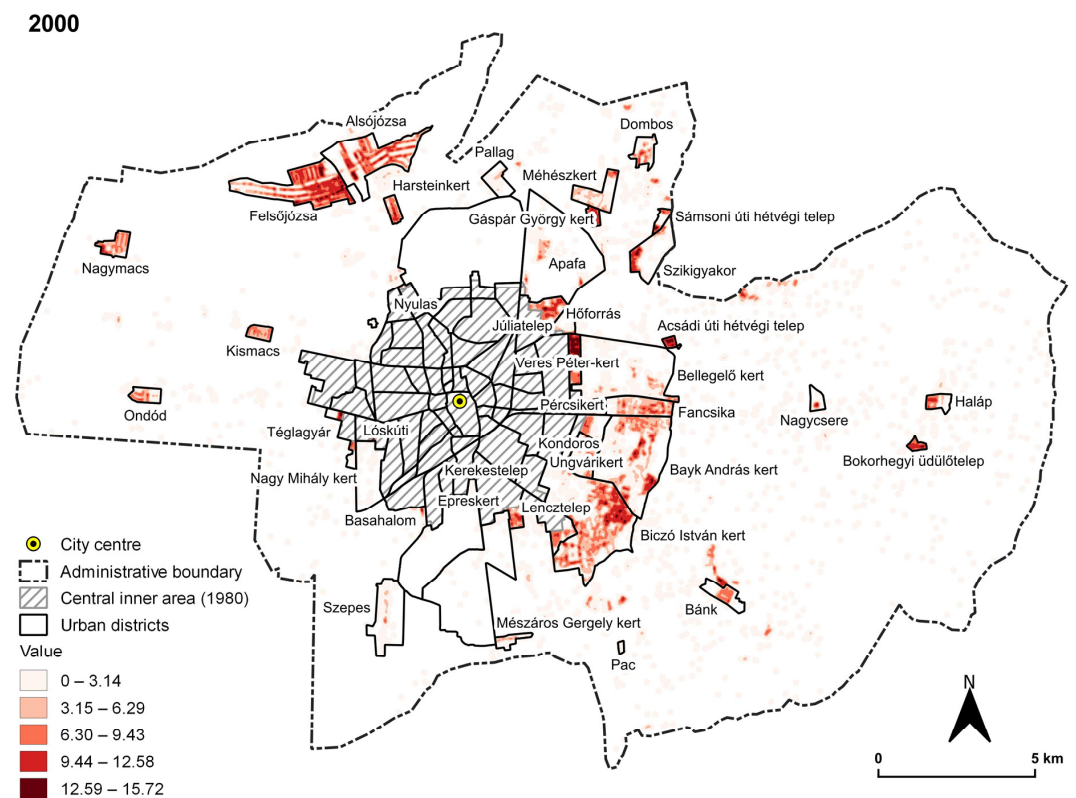 2000
Alsójózsa
Dombos
Pallag
Méhészkert
Harsteinkert
Felsőjózsa
Gáspár György kert
Sámsoni úti hétvégi telep
Nagymacs
Apafa
Szikigyakor
Nyulas
Hőforrás
Júliatelep
Acsádi úti hétvégi telep
Kismacs
Veres Péter-kert
Bellegelő kert
Ondód
Pércsikert
Fancsika
Nagycsere
Haláp
Téglagyár
Lóskúti
Kondoros
Ungvárikert
Bokorhegyi üdülőtelep
Nagy Mihály kert
Kerekestelep
Bayk András kert
Basahalom
Epreskert
Lencztelep
Biczó István kert
City centre
Administrative boundary
Central inner area (1980)
Urban districts
Szepes
Mészáros Gergely kert
Bánk
Pac
Value
0 – 3.14
3.15 – 6.29
6.30 – 9.43
9.44 – 12.58
12.59 – 15.72
N
0
5 km